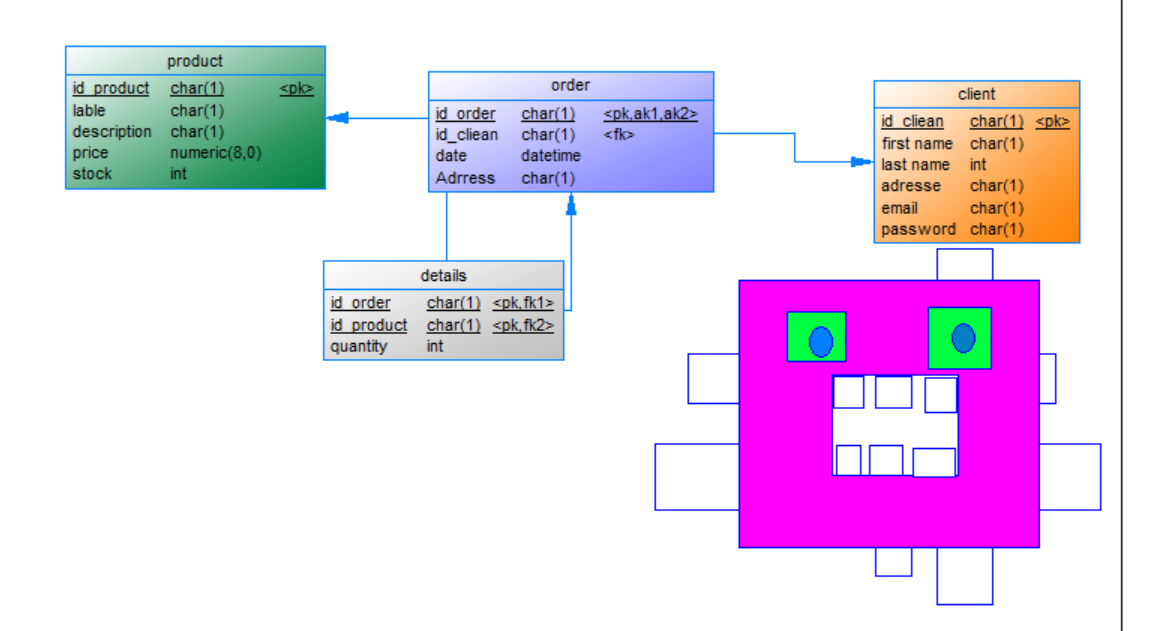 product
id_product char(1) <pk>
lable char(1)
description char(1)
price numeric(8,0)
stock int
order
id_order char(1) <pk,ak1,ak2>
id_cliean char(1) <fk>
date datetime
Adrress char(1)
client
id_cliean char(1) <pk>
first name char(1)
last name int
adresse char(1)
email char(1)
password char(1)
details
id_order char(1) <pk,fk1>
id_product char(1) <pk,fk2>
quantity int